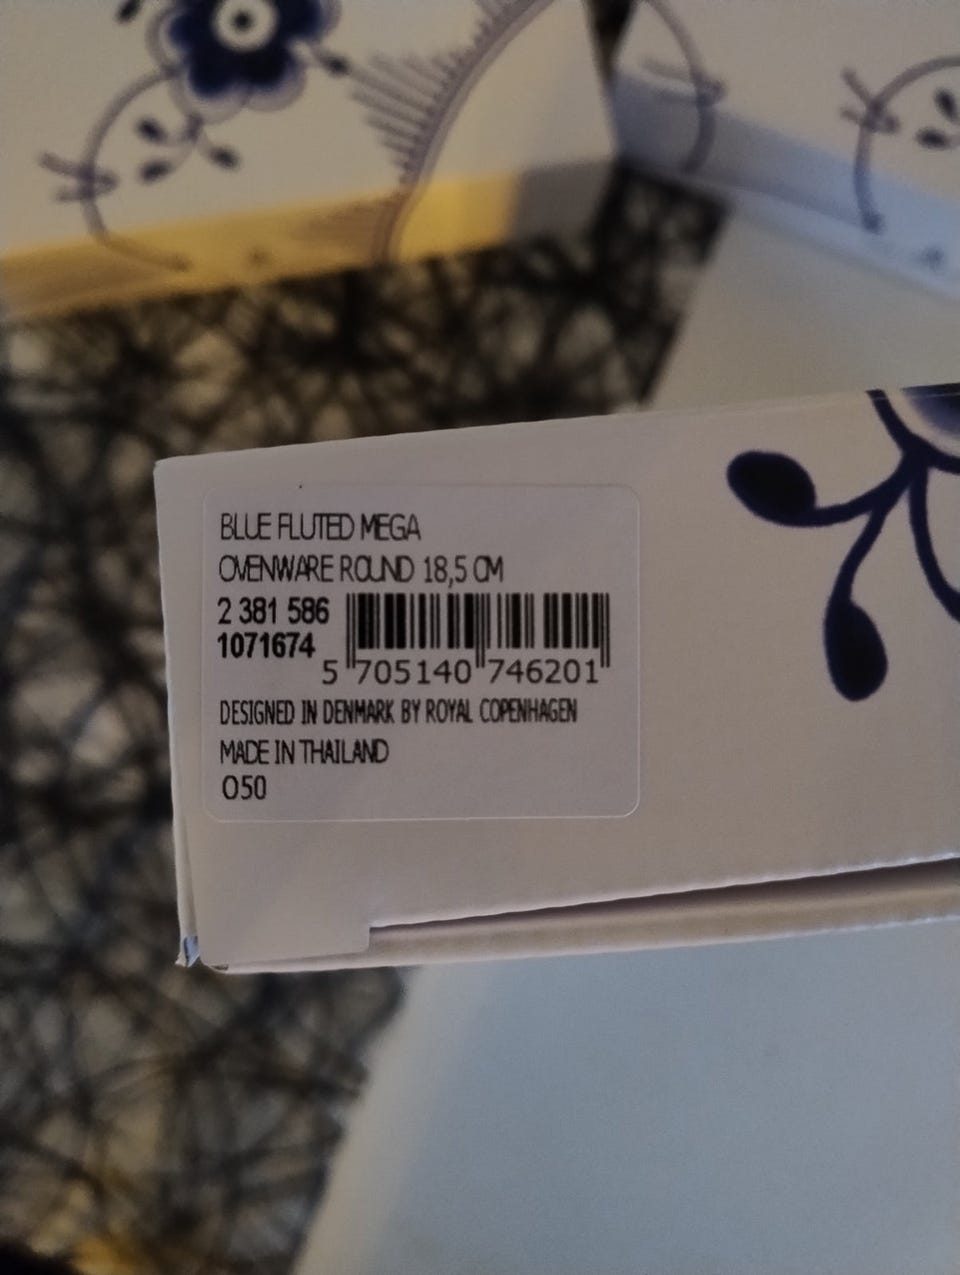 BLUE FLUTED MEGA
OVENWARE ROUND 18,5 CM
2 381 586
1071674
5 705140 746201
DESIGNED IN DENMARK BY ROYAL COPENHAGEN
MADE IN THAILAND
O50